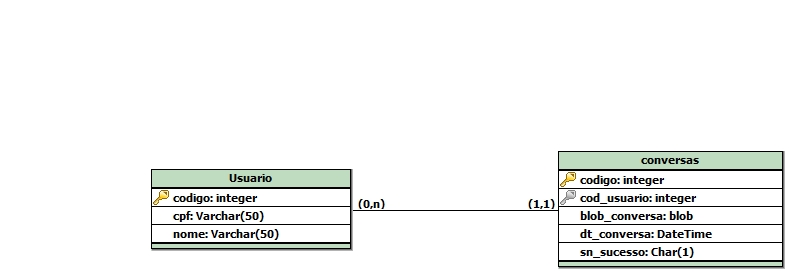 Usuario
codigo: integer
cpf: Varchar(50)
nome: Varchar(50)
(0,n)
(1,1)
conversas
codigo: integer
cod_usuario: integer
blob_conversa: blob
dt_conversa: DateTime
sn_sucesso: Char(1)